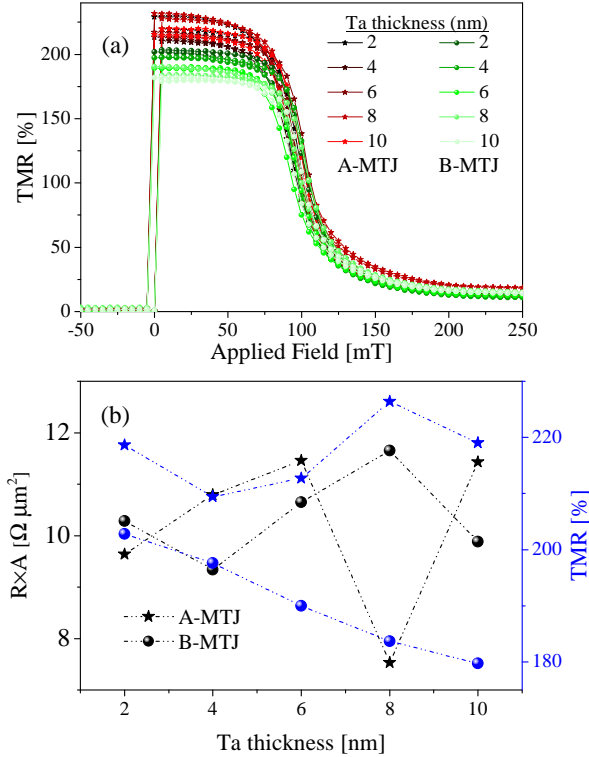 (a)
Ta thickness (nm)
2 2
4 4
6 6
8 8
10 10
A-MTJ B-MTJ
TMR [%]
200
150
100
50
0
-50 0 50 100 150 200 250
Applied Field [mT]
(b)
R×A [Ω µm²]
12
10
8
220
200
180
TMR [%]
A-MTJ
B-MTJ
2 4 6 8 10
Ta thickness [nm]